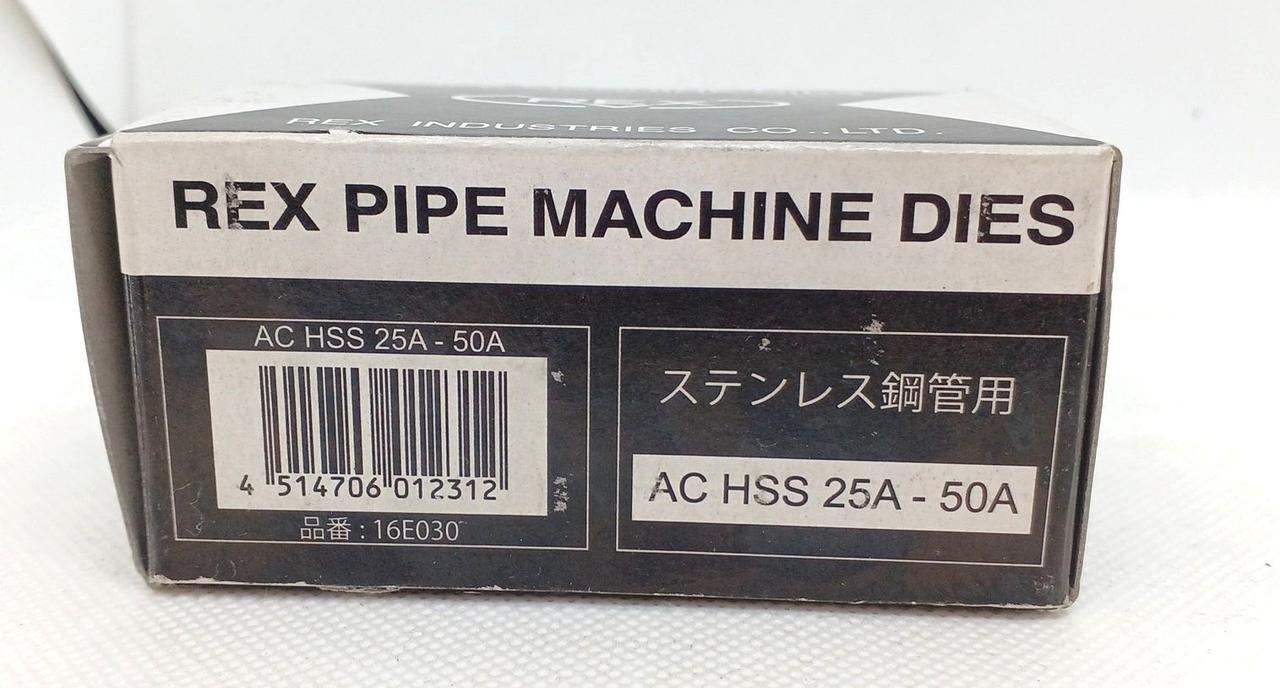 REX
REX INDUSTRIES CO.,LTD.
REX PIPE MACHINE DIES
AC HSS 25A - 50A
4 514706 012312
品番 : 16E030
ステンレス鋼管用
AC HSS 25A - 50A